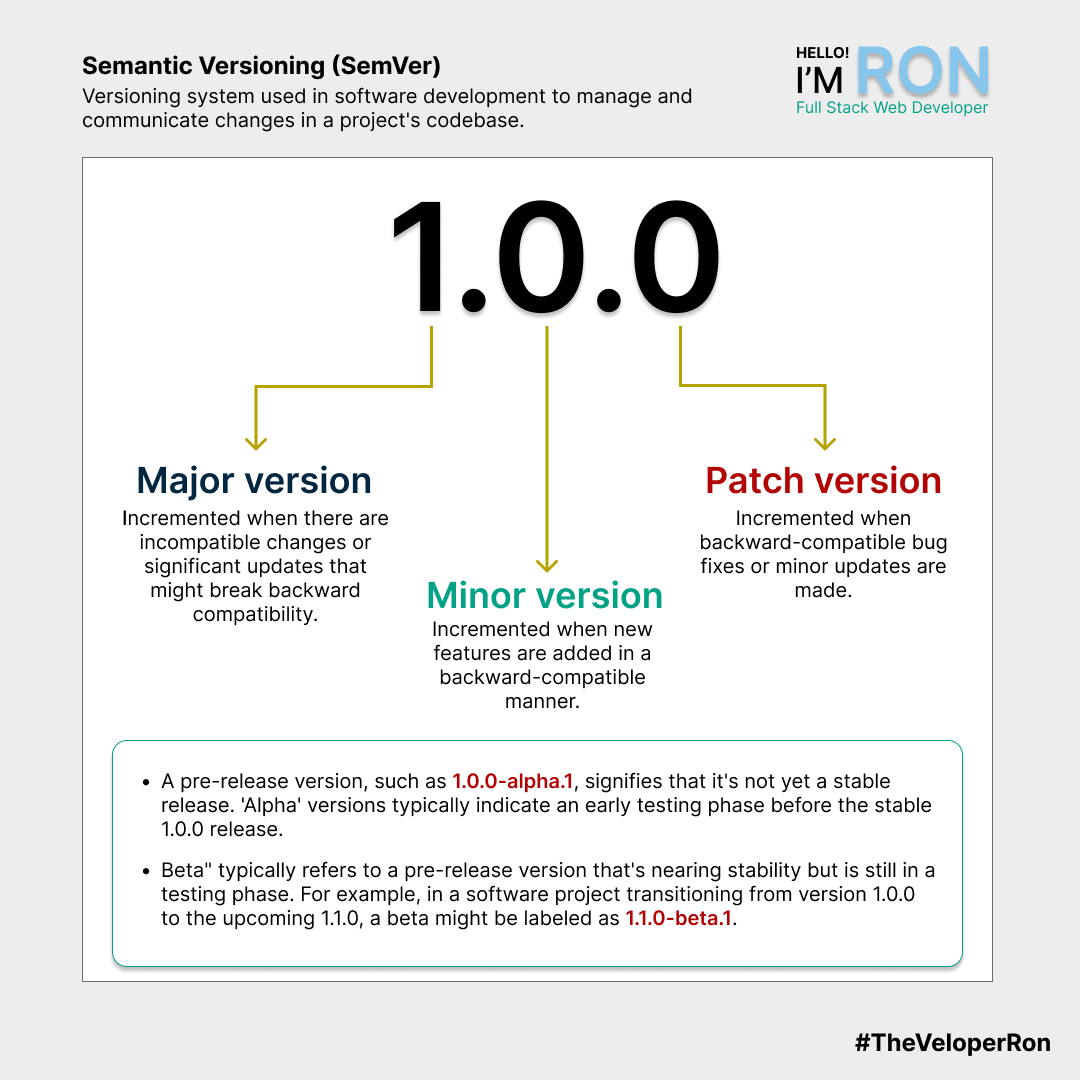 Semantic Versioning (SemVer)
Versioning system used in software development to manage and
communicate changes in a project's codebase.
HELLO!
I'M RON
Full Stack Web Developer
1.0.0
Major version
Incremented when there are
incompatible changes or
significant updates that
might break backward
compatibility.
Minor version
Incremented when new
features are added in a
backward-compatible
manner.
Patch version
Incremented when
backward-compatible bug
fixes or minor updates are
made.
• A pre-release version, such as 1.0.0-alpha.1, signifies that it's not yet a stable
release. 'Alpha' versions typically indicate an early testing phase before the stable
1.0.0 release.
• Beta" typically refers to a pre-release version that's nearing stability but is still in a
testing phase. For example, in a software project transitioning from version 1.0.0
to the upcoming 1.1.0, a beta might be labeled as 1.1.0-beta.1.
#TheVeloperRon